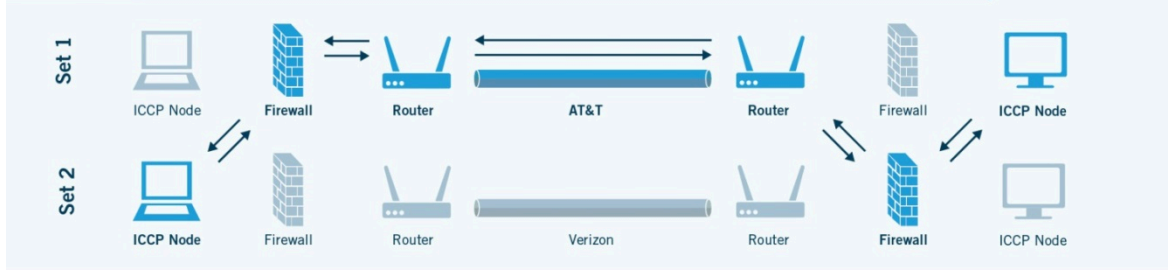 Set 1
ICCP Node Firewall Router AT&T Router Firewall ICCP Node
Set 2
ICCP Node Firewall Router Verizon Router Firewall ICCP Node